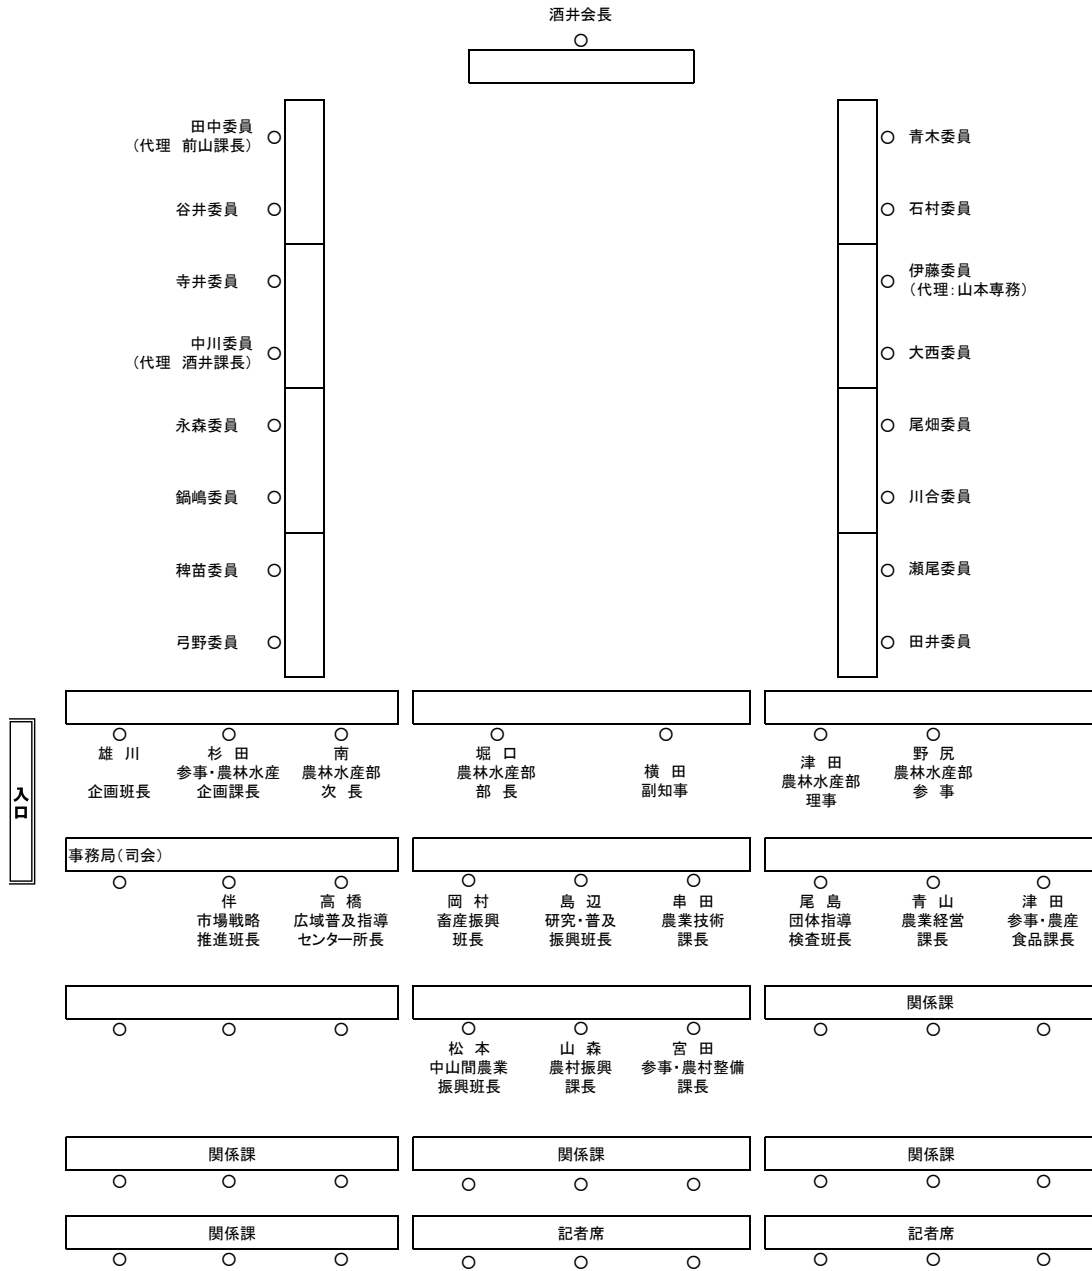 酒井会長
田中委員
（代理 前山課長）
谷井委員
寺井委員
中川委員
（代理 酒井課長）
永森委員
鍋嶋委員
稗苗委員
弓野委員
青木委員
石村委員
伊藤委員
（代理：山本専務）
大西委員
尾畑委員
川合委員
瀬尾委員
田井委員
入口
雄 川
企画班長
杉 田
参事・農林水産
企画課長
南
農林水産部
次 長
堀 口
農林水産部
部 長
横 田
副知事
津 田
農林水産部
理事
野 尻
農林水産部
参 事
事務局（司会）
伴
市場戦略
推進班長
高 橋
広域普及指導
センター所長
岡 村
畜産振興
班長
島 辺
研究・普及
振興班長
串 田
農業技術
課長
尾 島
団体指導
検査班長
青 山
農業経営
課長
津 田
参事・農産
食品課長
関係課
松 本
中山間農業
振興班長
山 森
農村振興
課長
宮 田
参事・農村整備
課長
関係課
関係課
関係課
関係課
記者席
記者席